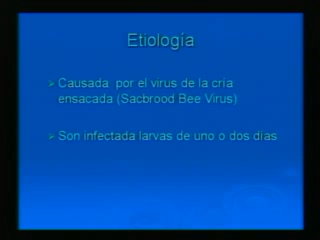 Etiología
Causada por el virus de la cría
ensacada (Sacbrood Bee Virus)
Son infectada larvas de uno o dos días